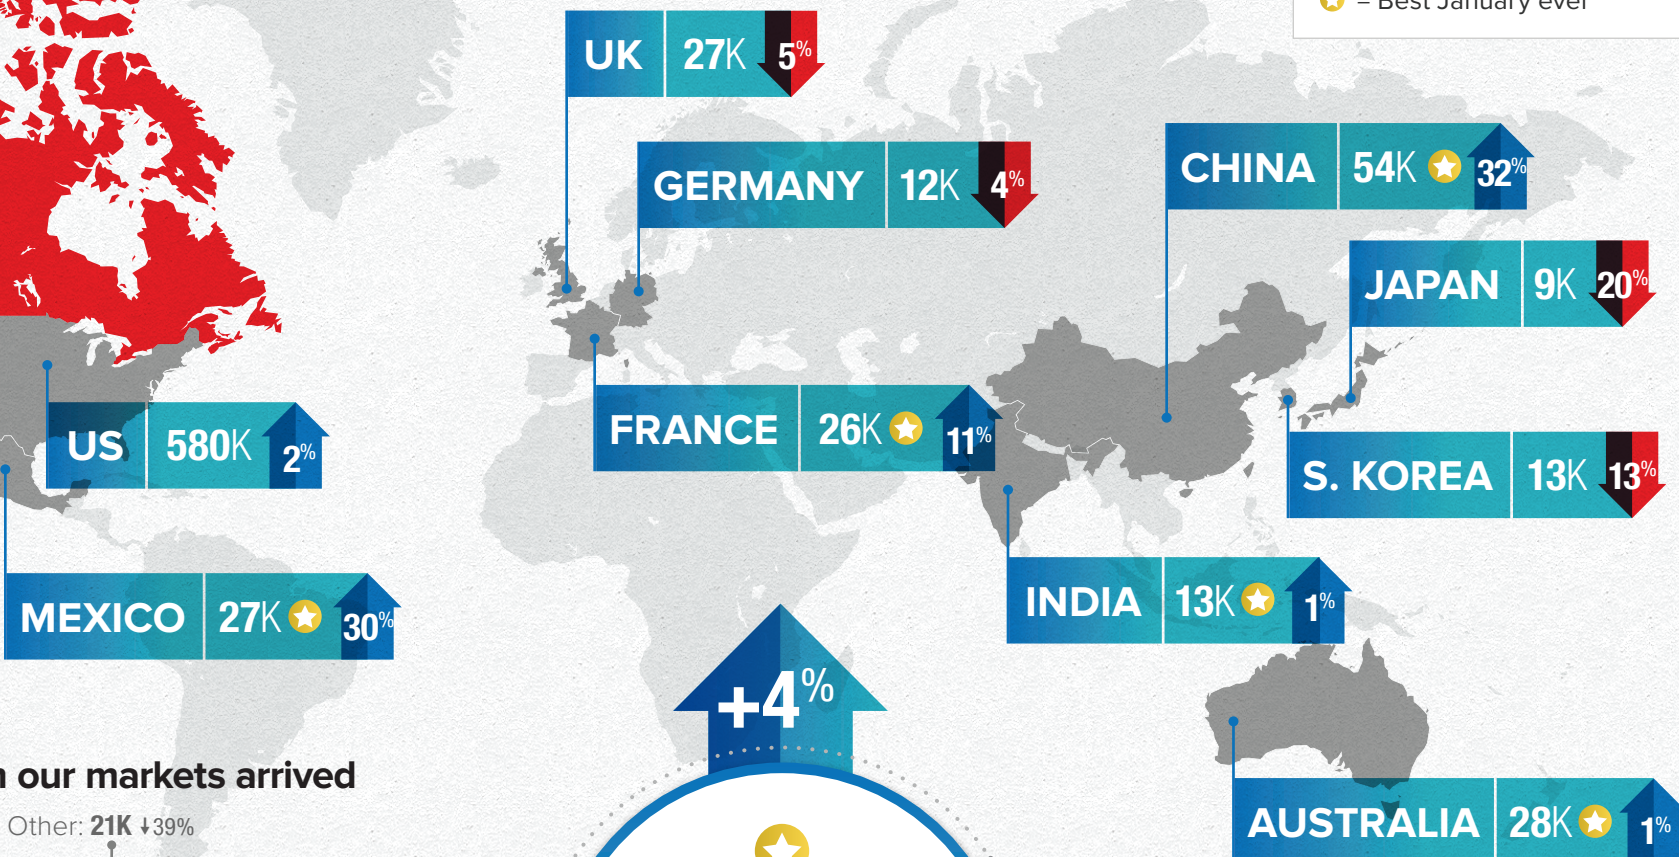 = Best January ever
UK 27K 5%
GERMANY 12K 4%
CHINA 54K 32%
JAPAN 9K 20%
FRANCE 26K 11%
US 580K 2%
S. KOREA 13K 13%
INDIA 13K 1%
MEXICO 27K 30%
+4%
our markets arrived
AUSTRALIA 28K 1%
Other: 21K ↓39%